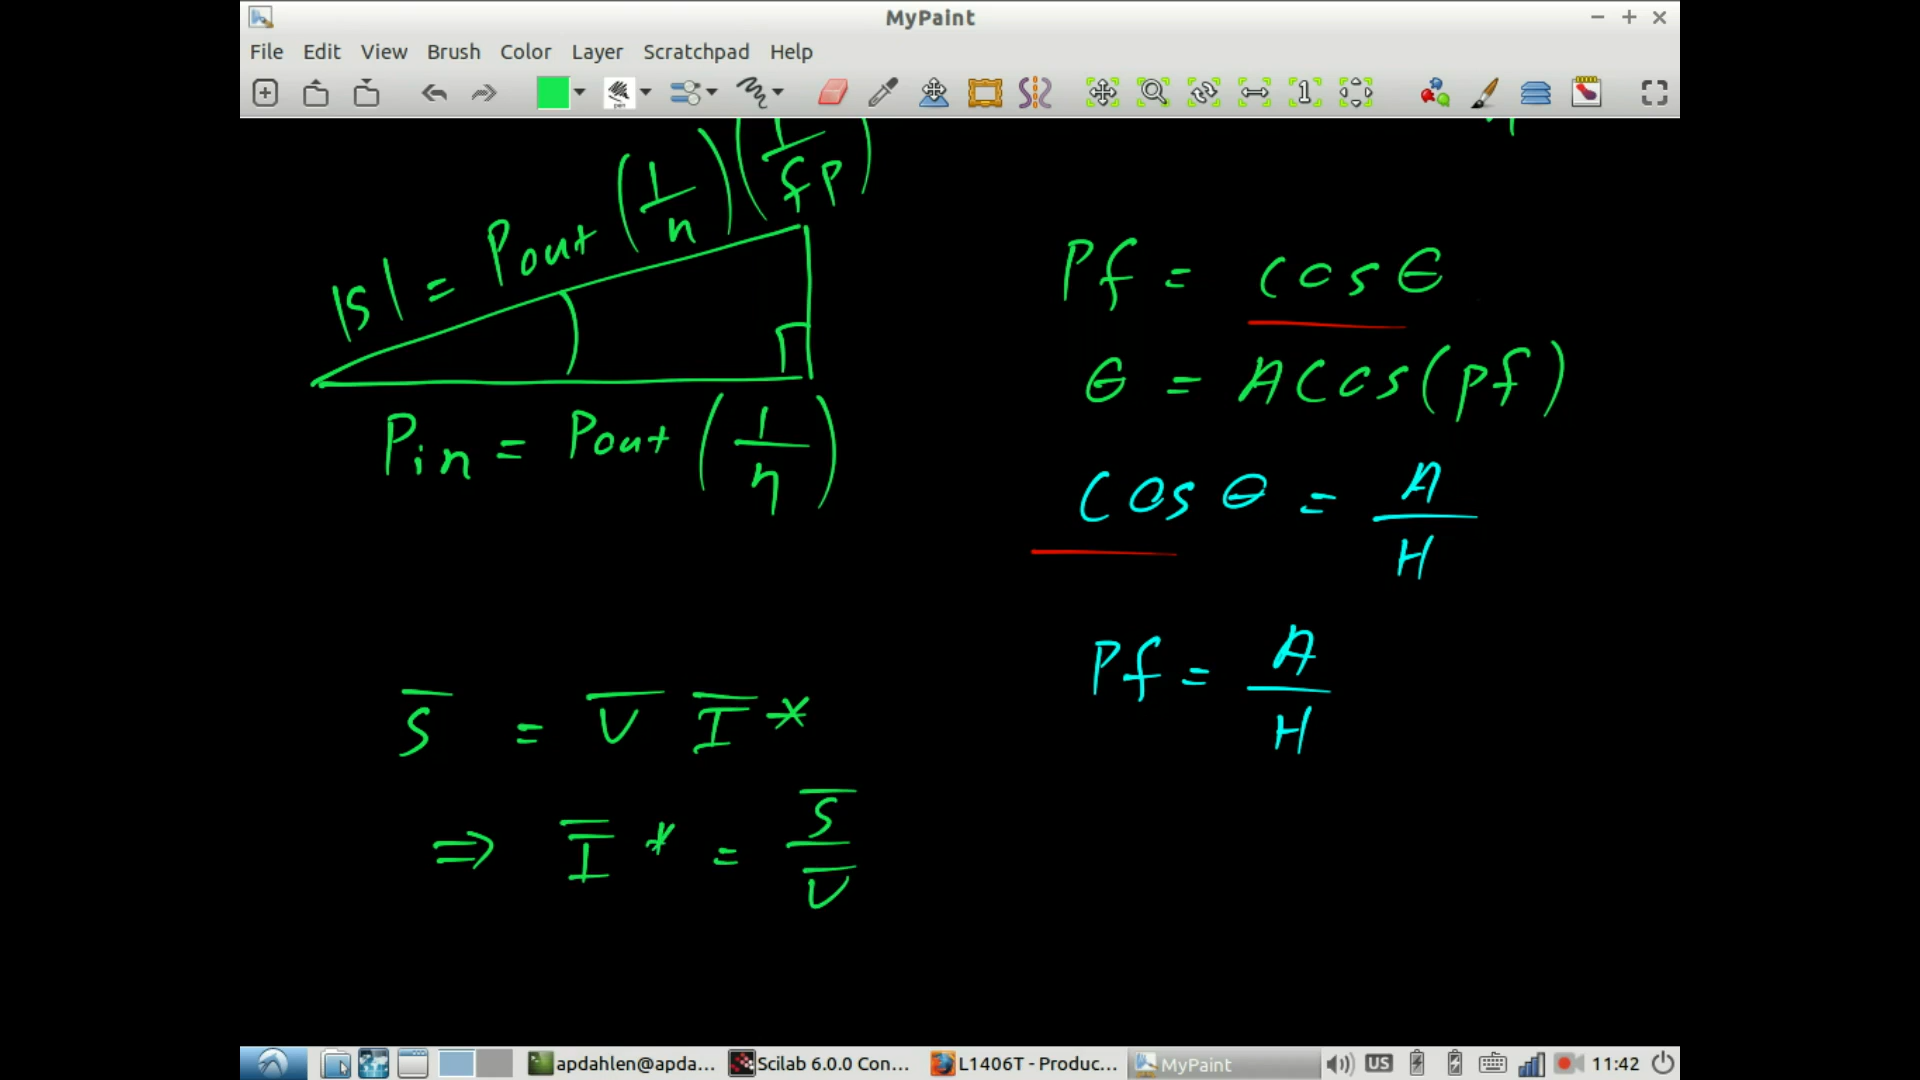 MyPaint
File Edit View Brush Color Layer Scratchpad Help
|S| = Pout (1/n)(1/fp)
Pin = Pout (1/η)
S̅ = V̅ I̅*
⇒ I̅* = S̅/V̅
Pf = cos θ
θ = Acos(pf)
cos θ = A/H
Pf = A/H
apdahlen@apda... Scilab 6.0.0 Con... L1406T - Produc... MyPaint US 11:42